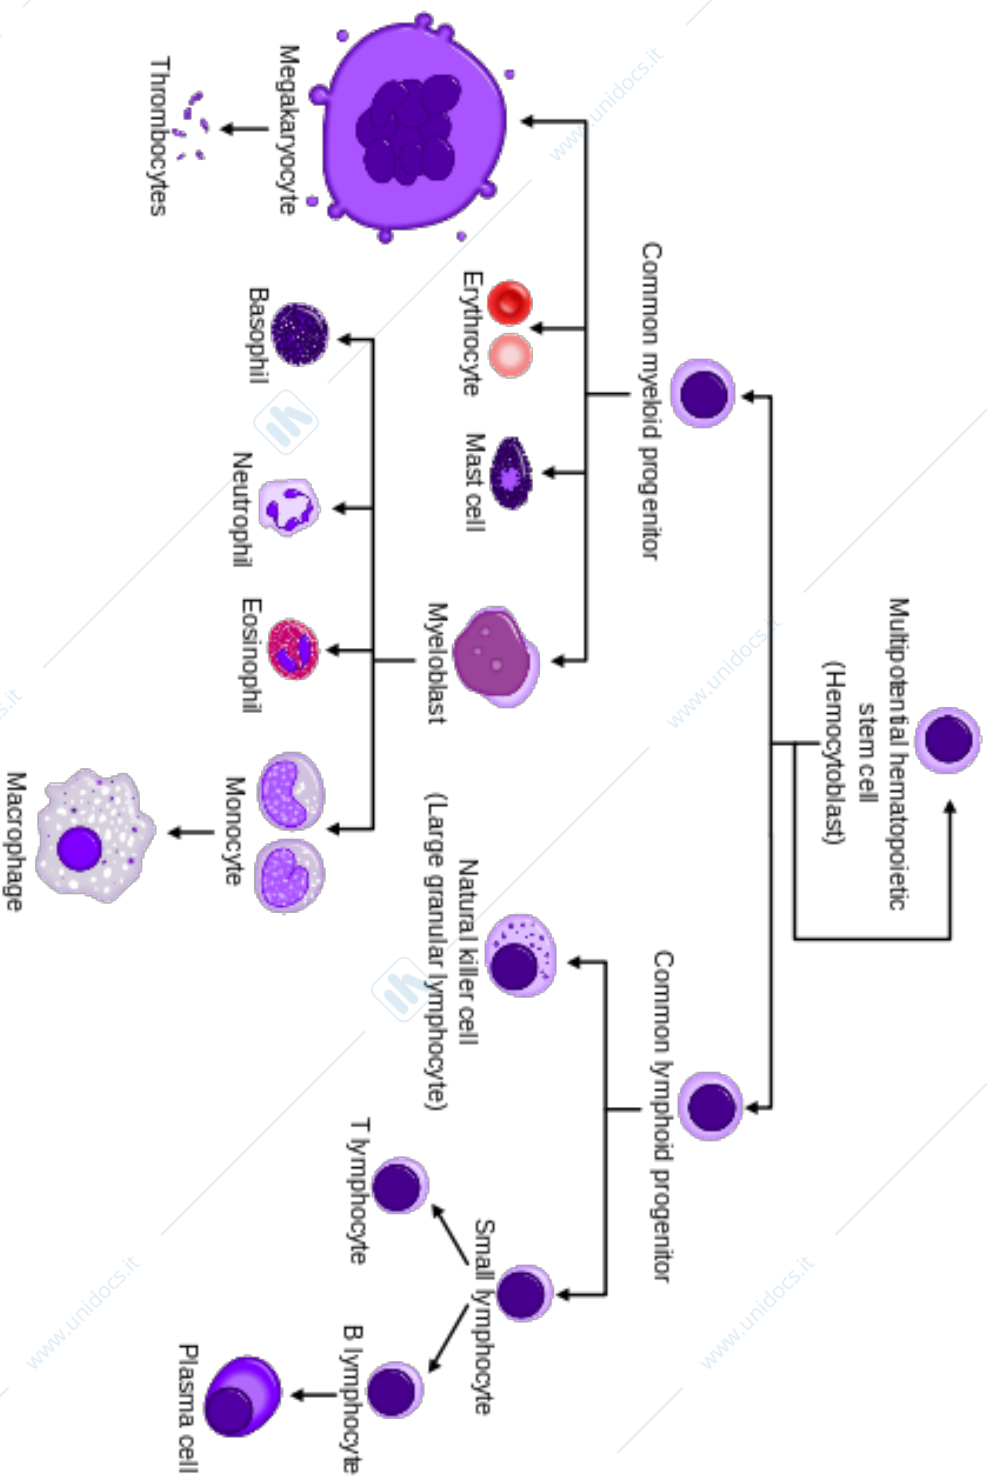 Multipotential hematopoietic
stem cell
(Hemocytoblast)
Common myeloid progenitor
Common lymphoid progenitor
Megakaryocyte
Thrombocytes
Erythrocyte
Mast cell
Myeloblast
Basophil
Neutrophil
Eosinophil
Monocyte
Macrophage
Natural killer cell
(Large granular lymphocyte)
Small lymphocyte
T lymphocyte
B lymphocyte
Plasma cell
www.unidocs.it
www.unidocs.it
www.unidocs.it
www.unidocs.it
s.it